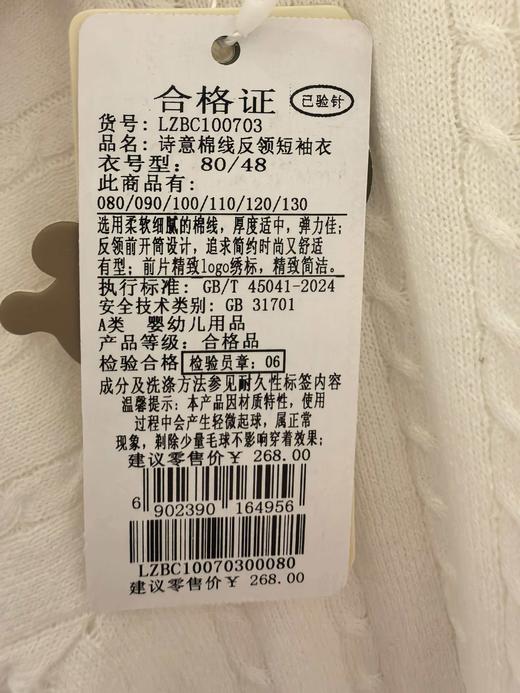 合格证 已验针
货号: LZBC100703
品名: 诗意棉线反领短袖衣
衣号型: 80/48
此商品有:
080/090/100/110/120/130
选用柔软细腻的棉线，厚度适中，弹力佳；
反领前开筒设计，追求简约时尚又舒适
有型；前片精致logo绣标，精致简洁。
执行标准: GB/T 45041-2024
安全技术类别: GB 31701
A类 婴幼儿用品
产品等级: 合格品
检验合格 检验员章: 06
成分及洗涤方法参见耐久性标签内容
温馨提示: 本产品因材质特性，使用
过程中会产生轻微起球，属正常
现象，剃除少量毛球不影响穿着效果；
建议零售价￥ 268.00
6 902390 164956
LZBC10070300080
建议零售价￥ 268.00